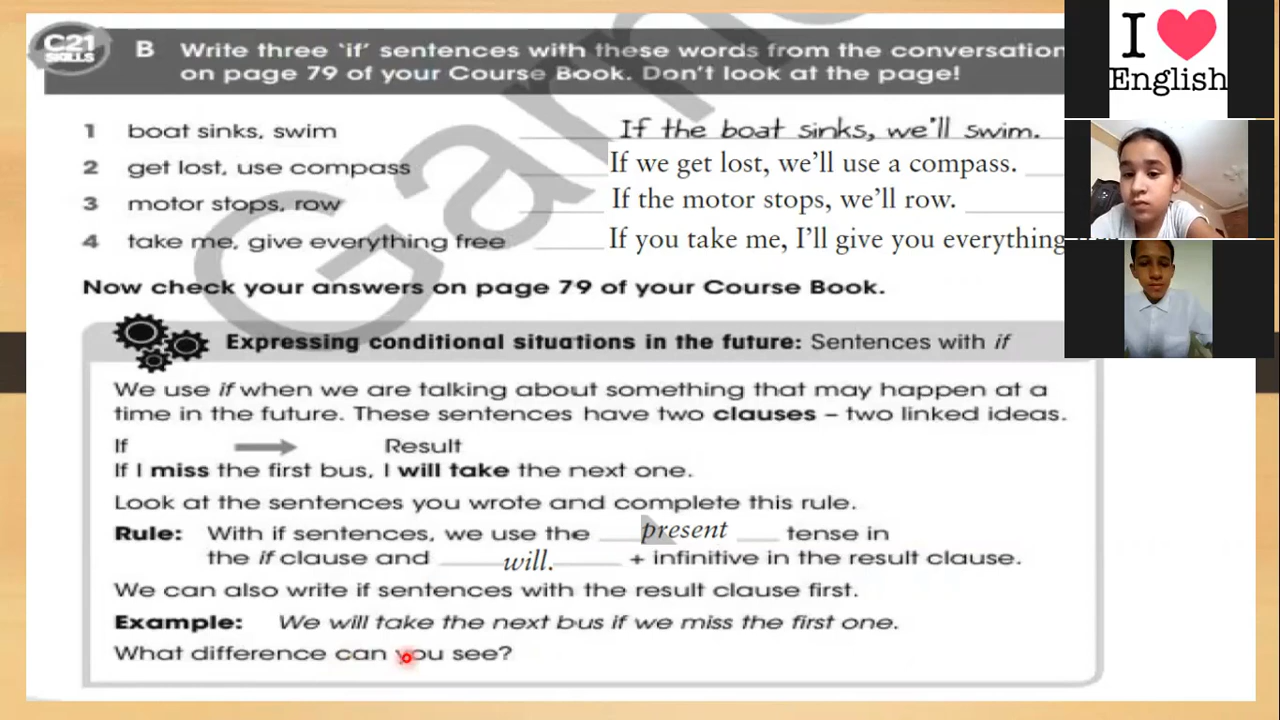 C21
SKILLS
B Write three ‘if’ sentences with these words from the conversation
on page 79 of your Course Book. Don’t look at the page!
I
English
1 boat sinks, swim If the boat sinks, we’ll swim.
2 get lost, use compass If we get lost, we’ll use a compass.
3 motor stops, row If the motor stops, we’ll row.
4 take me, give everything free If you take me, I’ll give you everything
Now check your answers on page 79 of your Course Book.
Expressing conditional situations in the future: Sentences with if
We use if when we are talking about something that may happen at a
time in the future. These sentences have two clauses – two linked ideas.
If Result
If I miss the first bus, I will take the next one.
Look at the sentences you wrote and complete this rule.
Rule: With if sentences, we use the present tense in
the if clause and will. + infinitive in the result clause.
We can also write if sentences with the result clause first.
Example: We will take the next bus if we miss the first one.
What difference can you see?